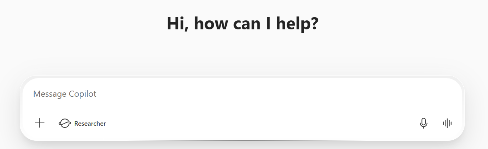 Hi, how can I help?
Message Copilot
Researcher